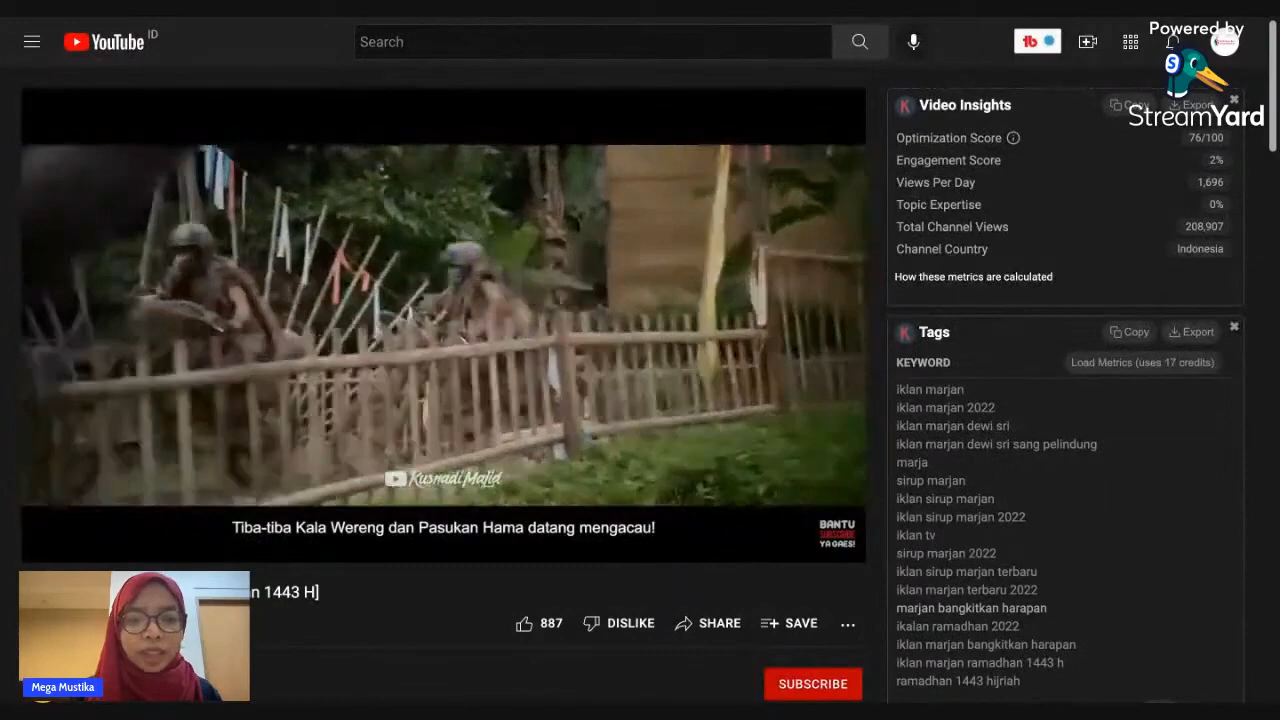 YouTube ID
Search
tb
Powered by
StreamYard
Kusnadi Majid
Tiba-tiba Kala Wereng dan Pasukan Hama datang mengacau!
BANTU
SUBSCRIBE
YA GAES!
n 1443 H]
887
DISLIKE
SHARE
SAVE
SUBSCRIBE
Mega Mustika
K Video Insights
Copy Export
Optimization Score 76/100
Engagement Score 2%
Views Per Day 1,696
Topic Expertise 0%
Total Channel Views 208,907
Channel Country Indonesia
How these metrics are calculated
K Tags Copy Export
KEYWORD Load Metrics (uses 17 credits)
iklan marjan
iklan marjan 2022
iklan marjan dewi sri
iklan marjan dewi sri sang pelindung
marja
sirup marjan
iklan sirup marjan
iklan sirup marjan 2022
iklan tv
sirup marjan 2022
iklan sirup marjan terbaru
iklan marjan terbaru 2022
marjan bangkitkan harapan
ikalan ramadhan 2022
iklan marjan bangkitkan harapan
iklan marjan ramadhan 1443 h
ramadhan 1443 hijriah